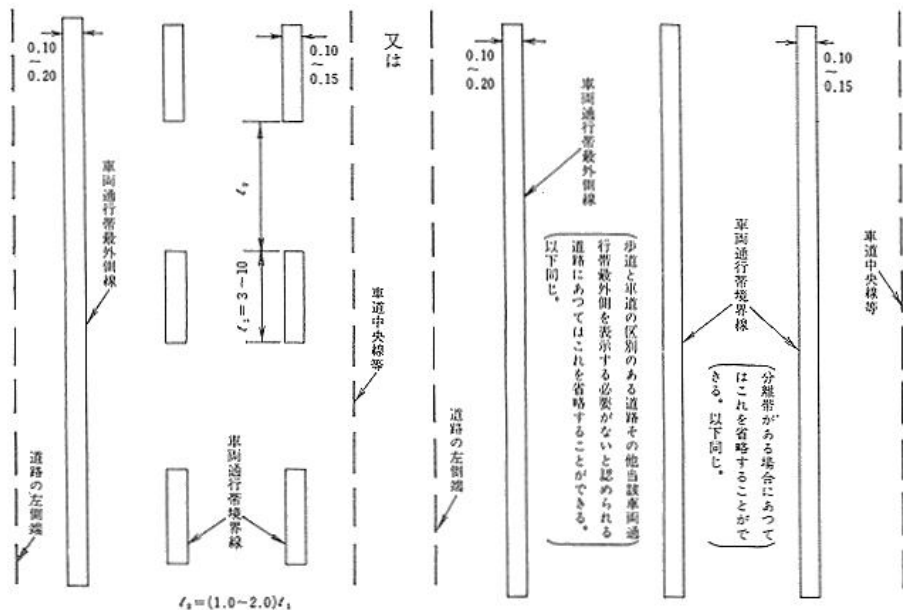 0.10
～
0.20
0.10
～
0.15
又は
0.10
～
0.20
0.10
～
0.15
車両通行帯最外側線
ℓ₂
ℓ₁＝3～10
車道中央線等
道路の左側端
車両通行帯境界線
ℓ₂＝(1.0～2.0)ℓ₁
車両通行帯最外側線
歩道と車道の区別のある道路その他当該車両通
行帯最外側を表示する必要がないと認められる
道路にあつてはこれを省略することができる。
以下同じ。
道路の左側端
車両通行帯境界線
車道中央線等
分離帯がある場合にあつて
はこれを省略することがで
きる。以下同じ。